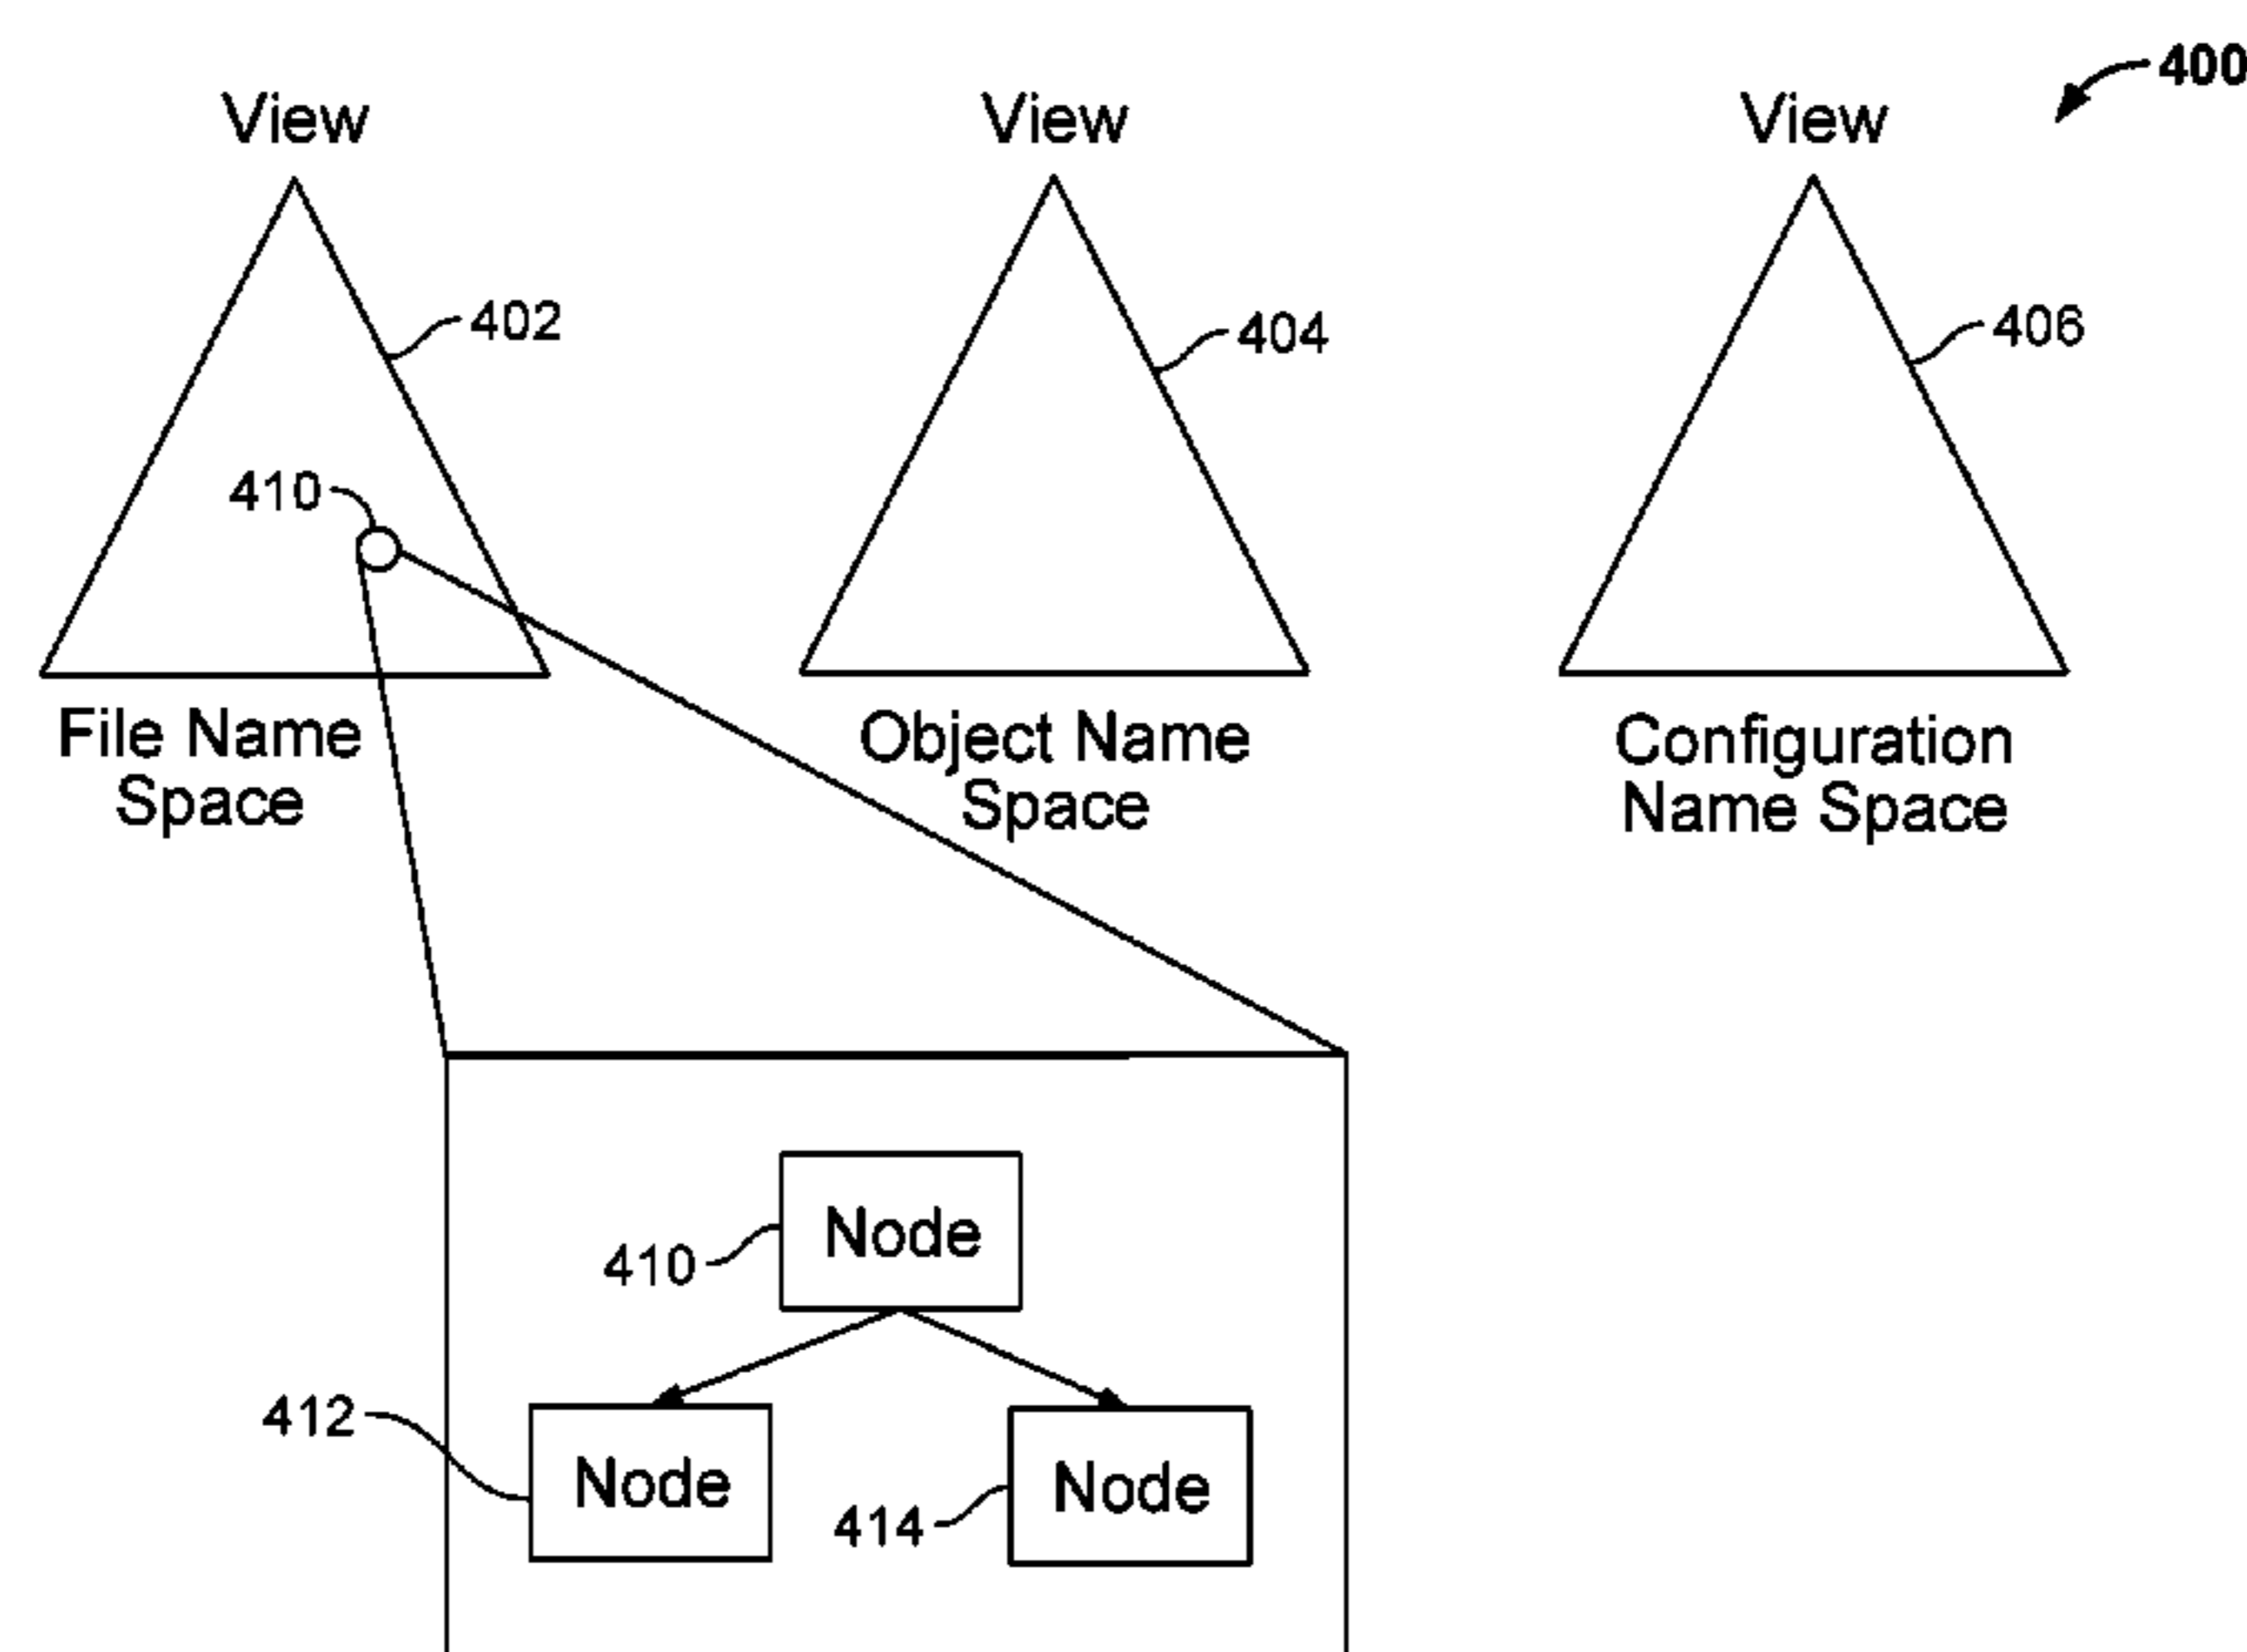 400
View
View
View
402
404
406
410
File Name
Space
Object Name
Space
Configuration
Name Space
Node
410
412
Node
414
Node